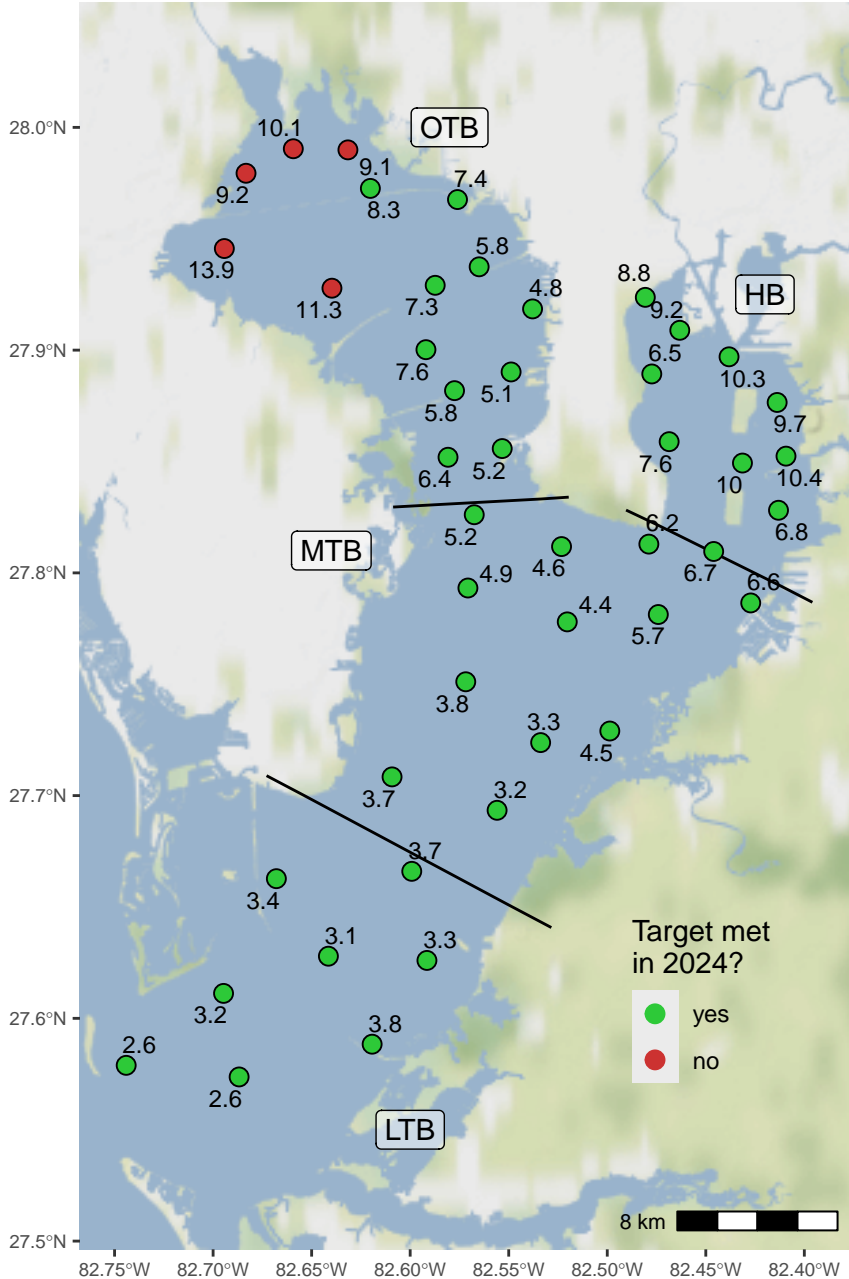 OTB
28.0°N
10.1
9.1
9.2
8.3
7.4
5.8
13.9
11.3
7.3
4.8
8.8
HB
9.2
27.9°N
7.6
6.5
10.3
5.8
5.1
9.7
7.6
6.4
5.2
10
10.4
5.2
6.2
6.8
MTB
4.6
6.7
27.8°N
4.9
6.6
4.4
5.7
3.8
3.3
4.5
27.7°N
3.7
3.2
3.7
3.4
3.1
3.3
Target met
in 2024?
3.2
27.6°N
yes
3.8
2.6
no
2.6
LTB
8 km
27.5°N
82.75°W 82.70°W 82.65°W 82.60°W 82.55°W 82.50°W 82.45°W 82.40°W